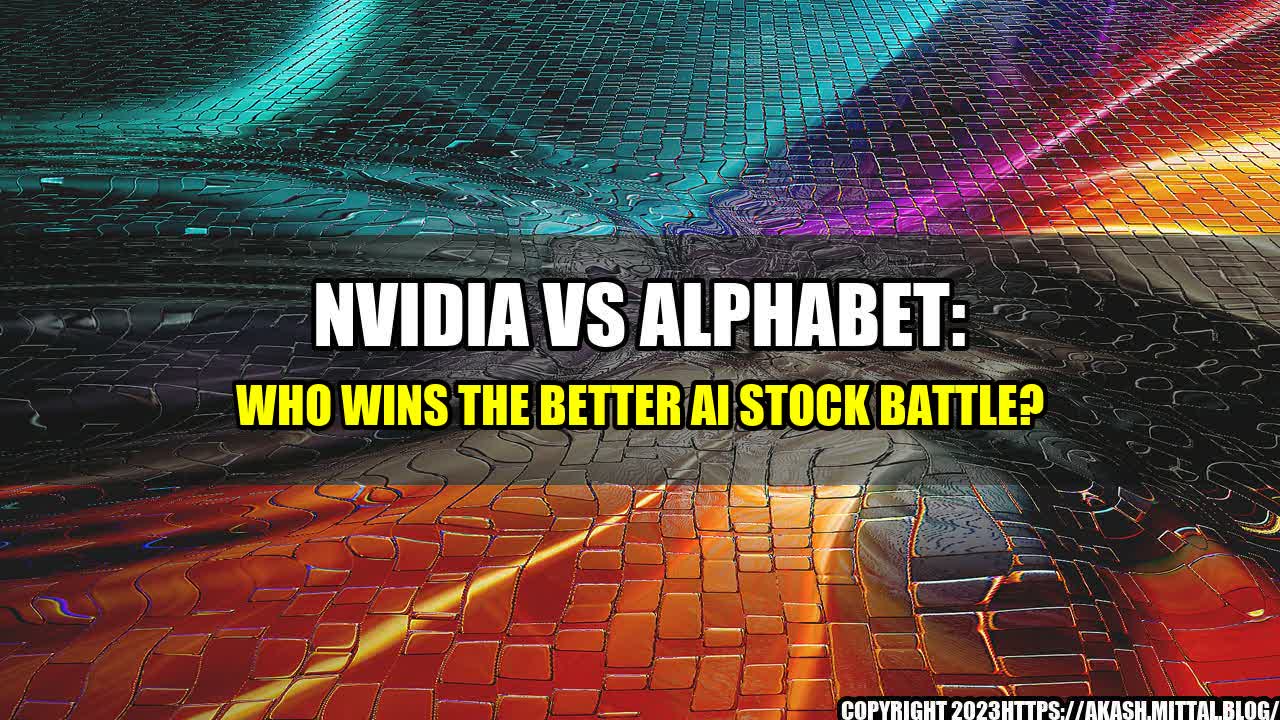 NVIDIA VS ALPHABET:
WHO WINS THE BETTER AI STOCK BATTLE?
COPYRIGHT 2023HTTPS://AKASH.MITTAL.BLOG/